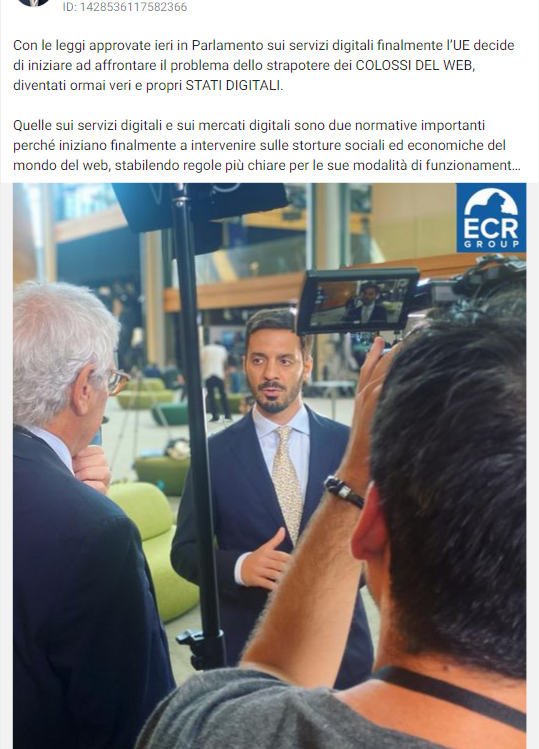 ID: 1428536117582366
Con le leggi approvate ieri in Parlamento sui servizi digitali finalmente l'UE decide
di iniziare ad affrontare il problema dello strapotere dei COLOSSI DEL WEB,
diventati ormai veri e propri STATI DIGITALI.
Quelle sui servizi digitali e sui mercati digitali sono due normative importanti
perché iniziano finalmente a intervenire sulle storture sociali ed economiche del
mondo del web, stabilendo regole più chiare per le sue modalità di funzionament...
ECR
GROUP